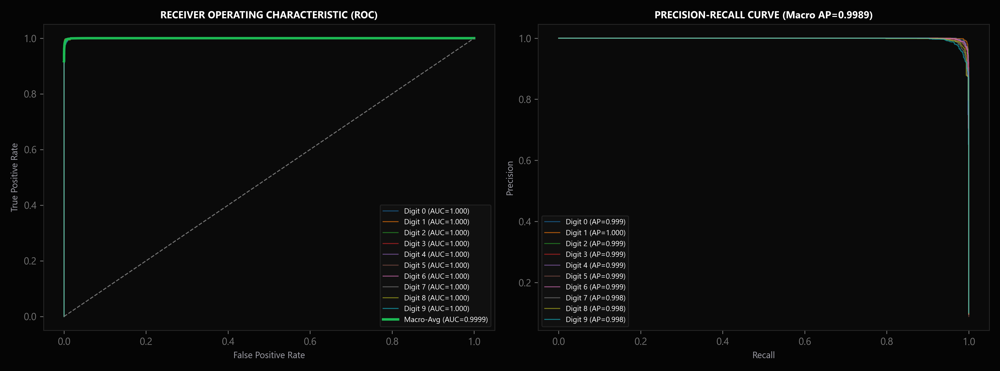 RECEIVER OPERATING CHARACTERISTIC (ROC)
True Positive Rate
1.0
0.8
0.6
0.4
0.2
0.0
Digit 0 (AUC=1.000)
Digit 1 (AUC=1.000)
Digit 2 (AUC=1.000)
Digit 3 (AUC=1.000)
Digit 4 (AUC=1.000)
Digit 5 (AUC=1.000)
Digit 6 (AUC=1.000)
Digit 7 (AUC=1.000)
Digit 8 (AUC=1.000)
Digit 9 (AUC=1.000)
Macro-Avg (AUC=0.9999)
0.0 0.2 0.4 0.6 0.8 1.0
False Positive Rate
PRECISION-RECALL CURVE (Macro AP=0.9989)
Precision
1.0
0.8
0.6
0.4
0.2
Digit 0 (AP=0.999)
Digit 1 (AP=1.000)
Digit 2 (AP=0.999)
Digit 3 (AP=0.999)
Digit 4 (AP=0.999)
Digit 5 (AP=0.999)
Digit 6 (AP=0.999)
Digit 7 (AP=0.998)
Digit 8 (AP=0.998)
Digit 9 (AP=0.998)
0.0 0.2 0.4 0.6 0.8 1.0
Recall